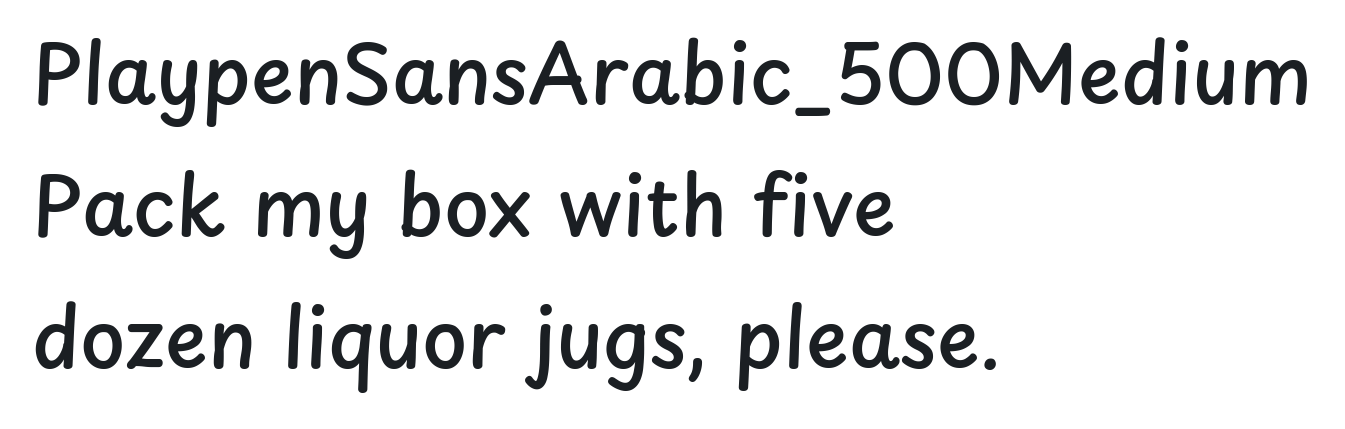 PlaypenSansArabic_500Medium
Pack my box with five
dozen liquor jugs, please.